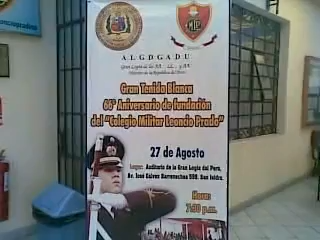 A.L.G.D.G.A.D.U.
Gran Tenida Blanca
66° Aniversario de fundación
del "Colegio Militar Leoncio Prado"
27 de Agosto
Lugar: Auditorio de la Gran Logia del Perú,
Av. José Gálvez Barrenechea 599. San Isidro.
Hora:
7:30 p.m.